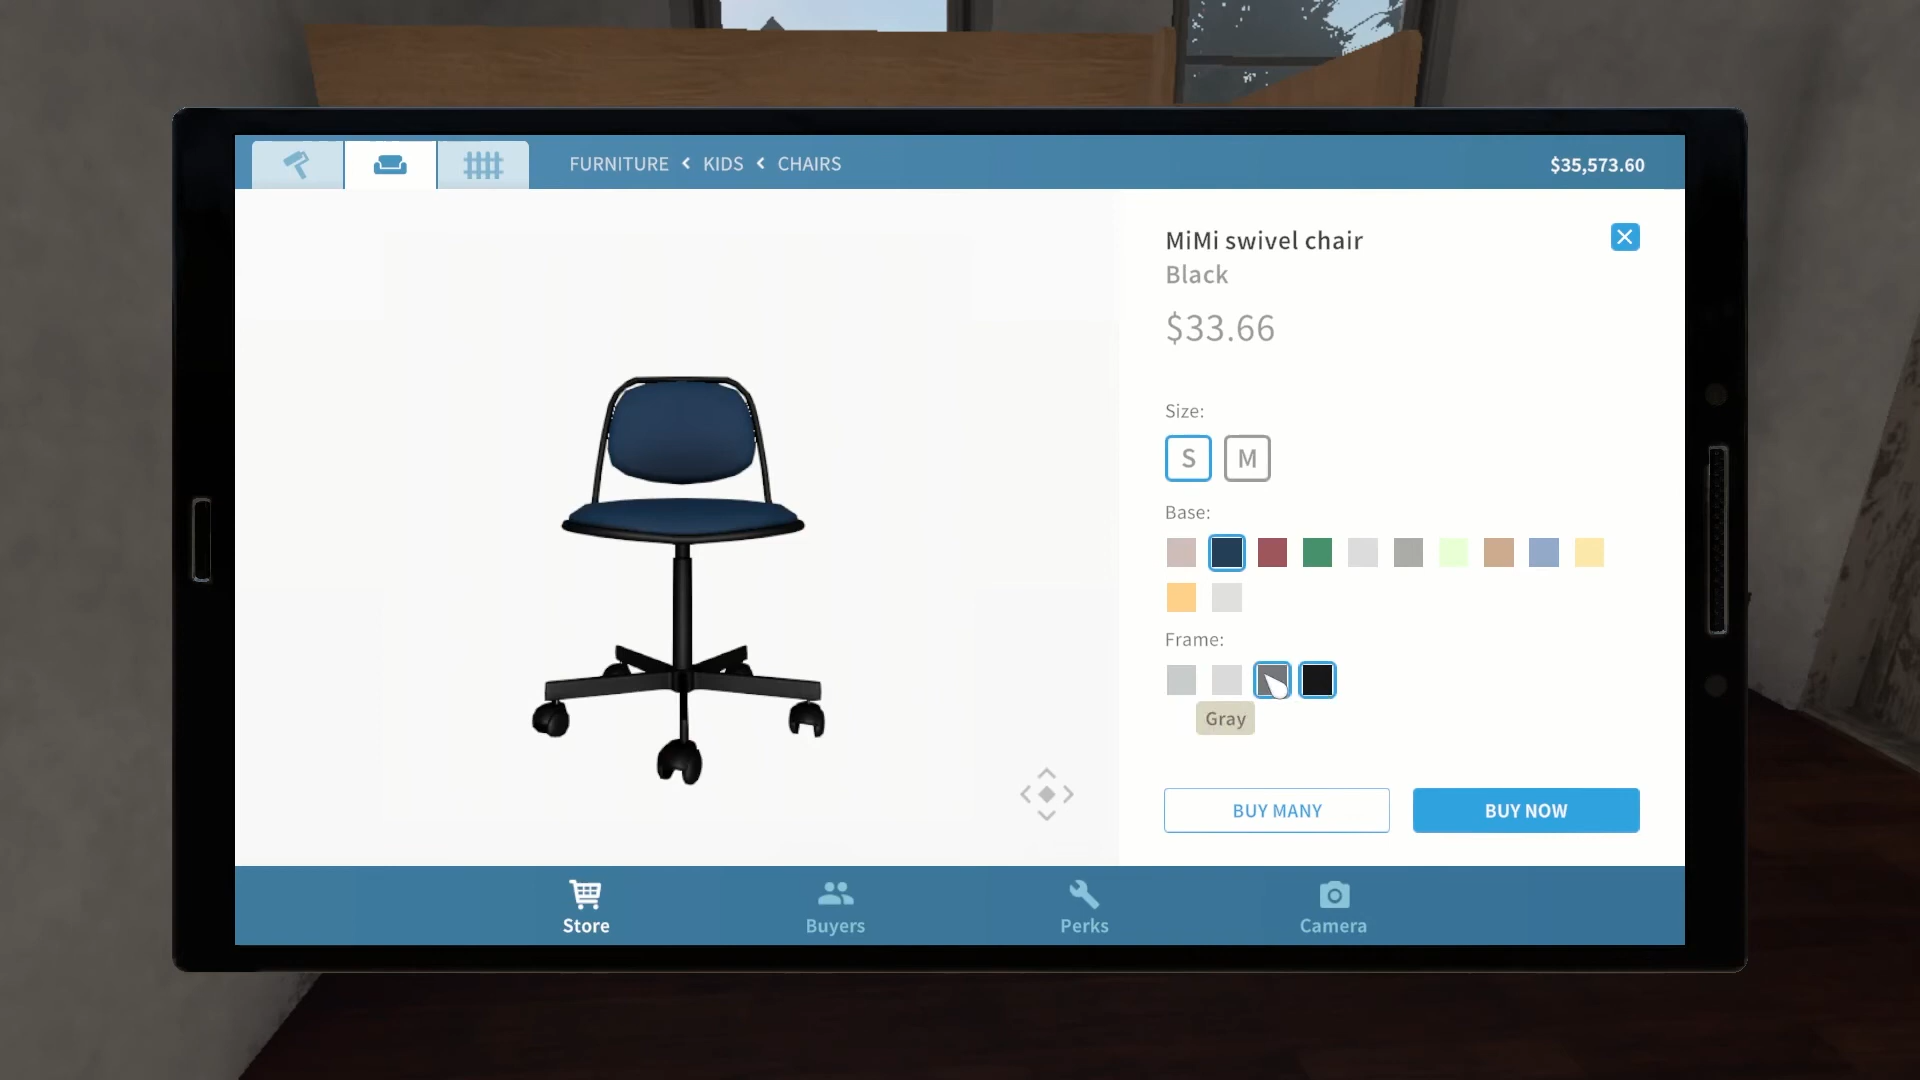 FURNITURE < KIDS < CHAIRS
$35,573.60
MiMi swivel chair
Black
$33.66
Size:
S M
Base:
Frame:
Gray
BUY MANY BUY NOW
Store Buyers Perks Camera